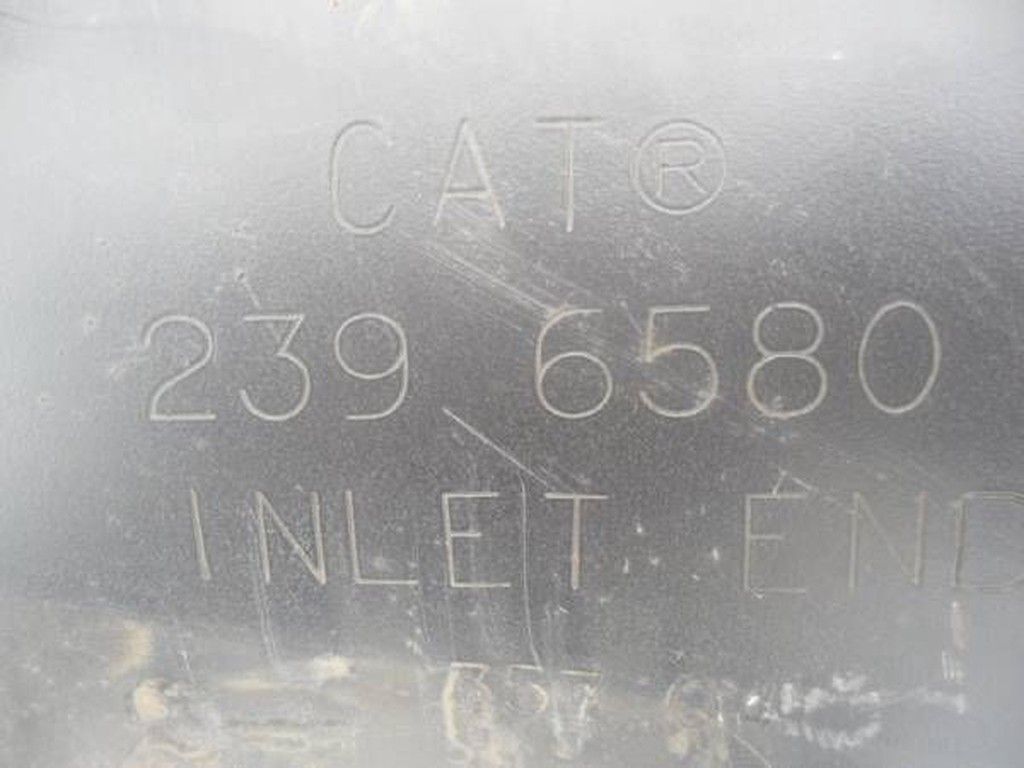 CAT®
239 6580
INLET END